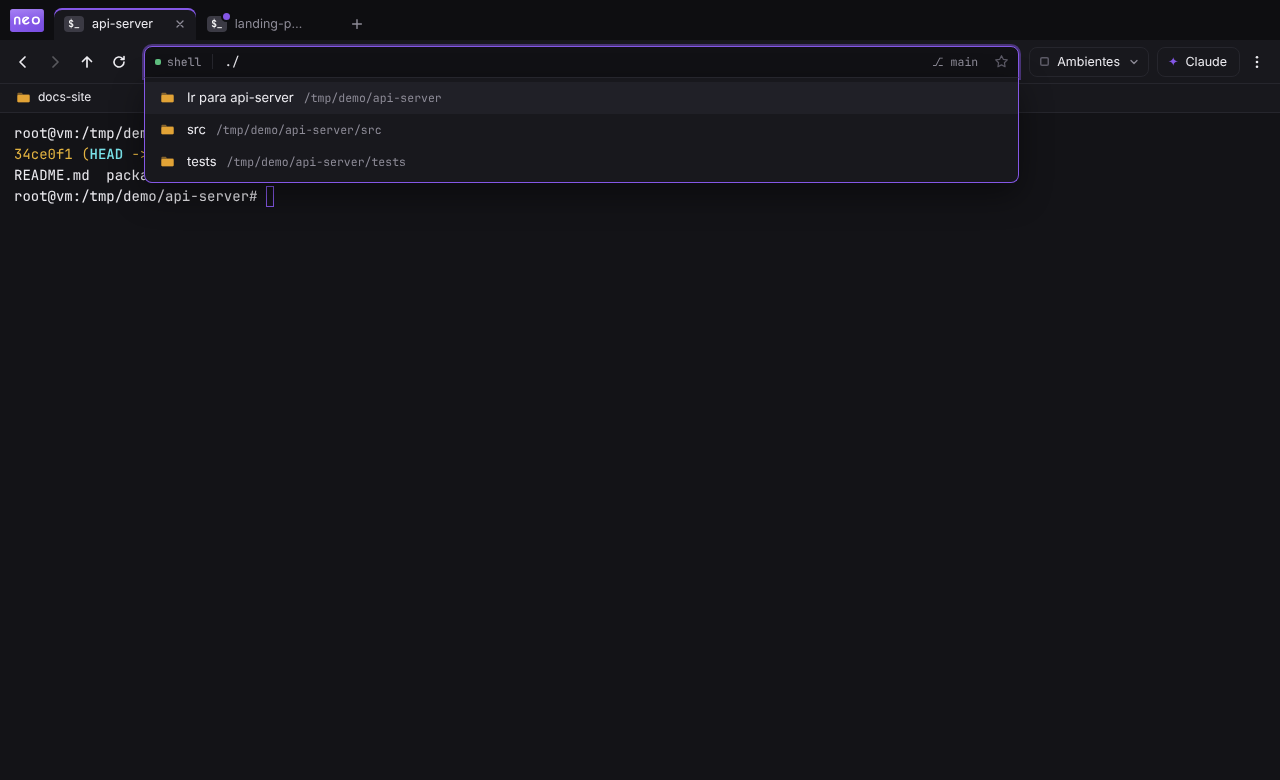 neo $_ api-server $_ landing-p...
shell ./ main Ambientes Claude
docs-site
Ir para api-server /tmp/demo/api-server
src /tmp/demo/api-server/src
tests /tmp/demo/api-server/tests
root@vm:/tmp/dem
34ce0f1 (HEAD ->
README.md packa
root@vm:/tmp/demo/api-server#